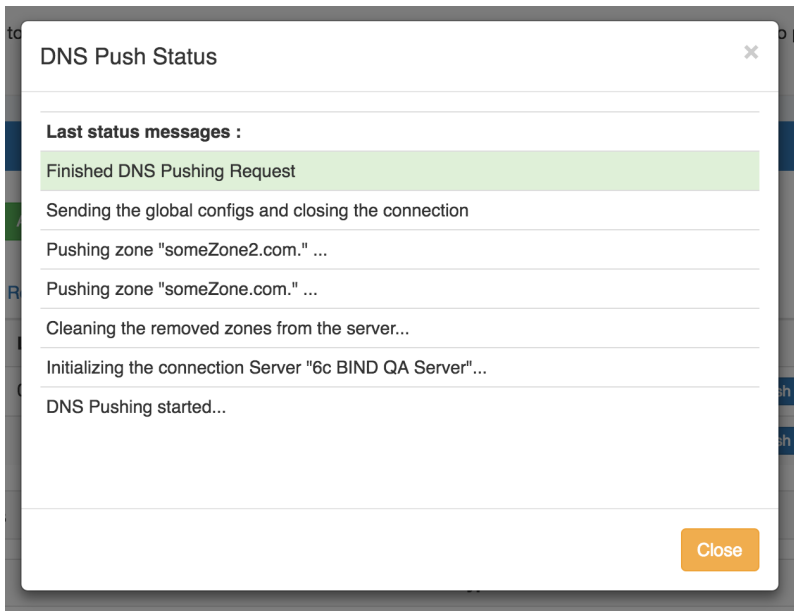 DNS Push Status
×
Last status messages :
Finished DNS Pushing Request
Sending the global configs and closing the connection
Pushing zone "someZone2.com." ...
Pushing zone "someZone.com." ...
Cleaning the removed zones from the server...
Initializing the connection Server "6c BIND QA Server"...
DNS Pushing started...
Close